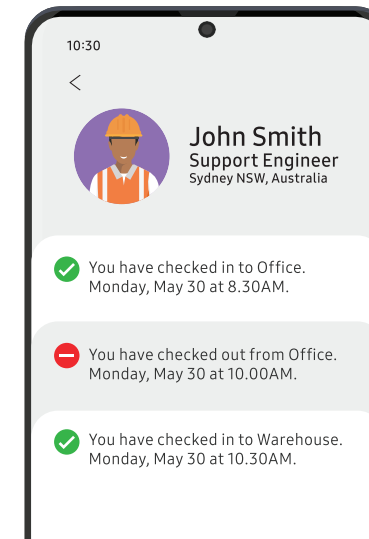 10:30
John Smith
Support Engineer
Sydney NSW, Australia
You have checked in to Office.
Monday, May 30 at 8.30AM.
You have checked out from Office.
Monday, May 30 at 10.00AM.
You have checked in to Warehouse.
Monday, May 30 at 10.30AM.